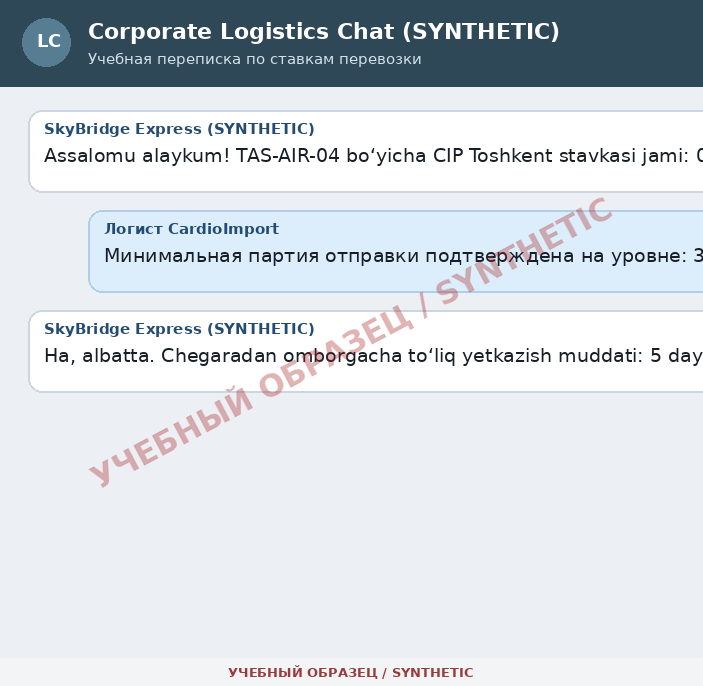 LC
Corporate Logistics Chat (SYNTHETIC)
Учебная переписка по ставкам перевозки
SkyBridge Express (SYNTHETIC)
Assalomu alaykum! TAS-AIR-04 bo‘yicha CIP Toshkent stavkasi jami:
Логист CardioImport
Минимальная партия отправки подтверждена на уровне:
SkyBridge Express (SYNTHETIC)
Ha, albatta. Chegaradan omborgacha to‘liq yetkazish muddati: 5 day
УЧЕБНЫЙ ОБРАЗЕЦ / SYNTHETIC
УЧЕБНЫЙ ОБРАЗЕЦ / SYNTHETIC